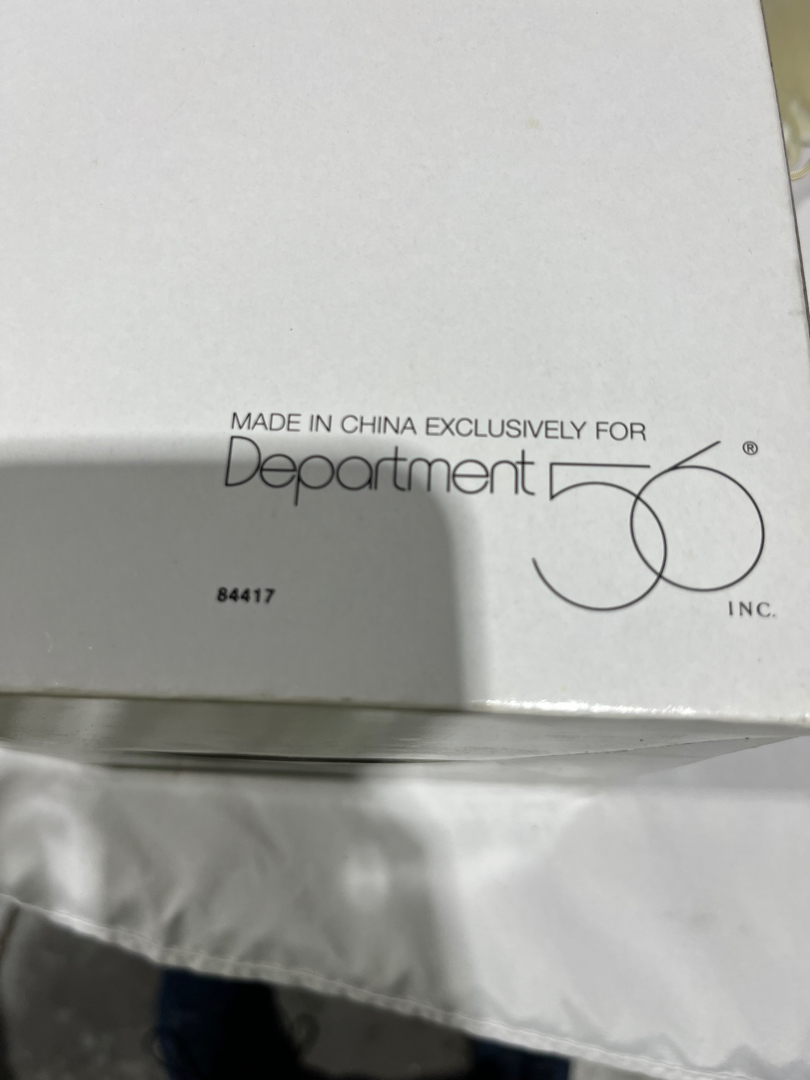 MADE IN CHINA EXCLUSIVELY FOR
Department 56 ®
INC.
84417